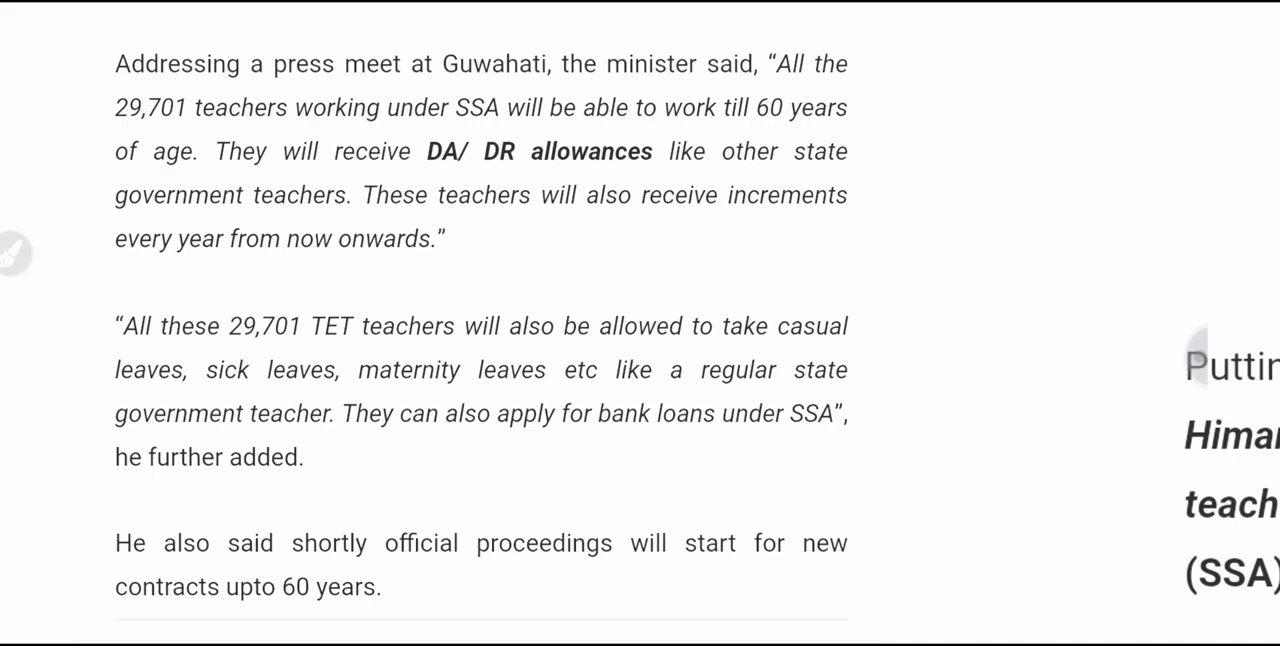 Addressing a press meet at Guwahati, the minister said, “All the
29,701 teachers working under SSA will be able to work till 60 years
of age. They will receive DA/ DR allowances like other state
government teachers. These teachers will also receive increments
every year from now onwards.”
“All these 29,701 TET teachers will also be allowed to take casual
leaves, sick leaves, maternity leaves etc like a regular state
government teacher. They can also apply for bank loans under SSA”,
he further added.
He also said shortly official proceedings will start for new
contracts upto 60 years.
(SSA)